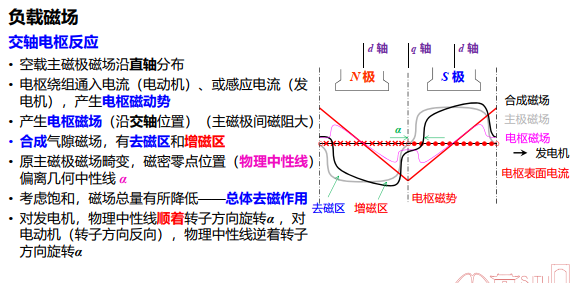 负载磁场
交轴电枢反应
• 空载主磁极磁场沿直轴分布
• 电枢绕组通入电流（电动机）、或感应电流（发
电机），产生电枢磁动势
• 产生电枢磁场（沿交轴位置）（主磁极间磁阻大）
• 合成气隙磁场，有去磁区和增磁区
• 原主磁极磁场畸变，磁密零点位置（物理中性线）
偏离几何中性线 α
• 考虑饱和，磁场总量有所降低——总体去磁作用
• 对发电机，物理中性线顺着转子方向旋转α，对
电动机（转子方向反向），物理中性线逆着转子
方向旋转α
d 轴
q 轴
d 轴
N 极
S 极
α
合成磁场
主极磁场
电枢磁场
→ 发电机
电枢表面电流
去磁区
增磁区
电枢磁势
SJTU